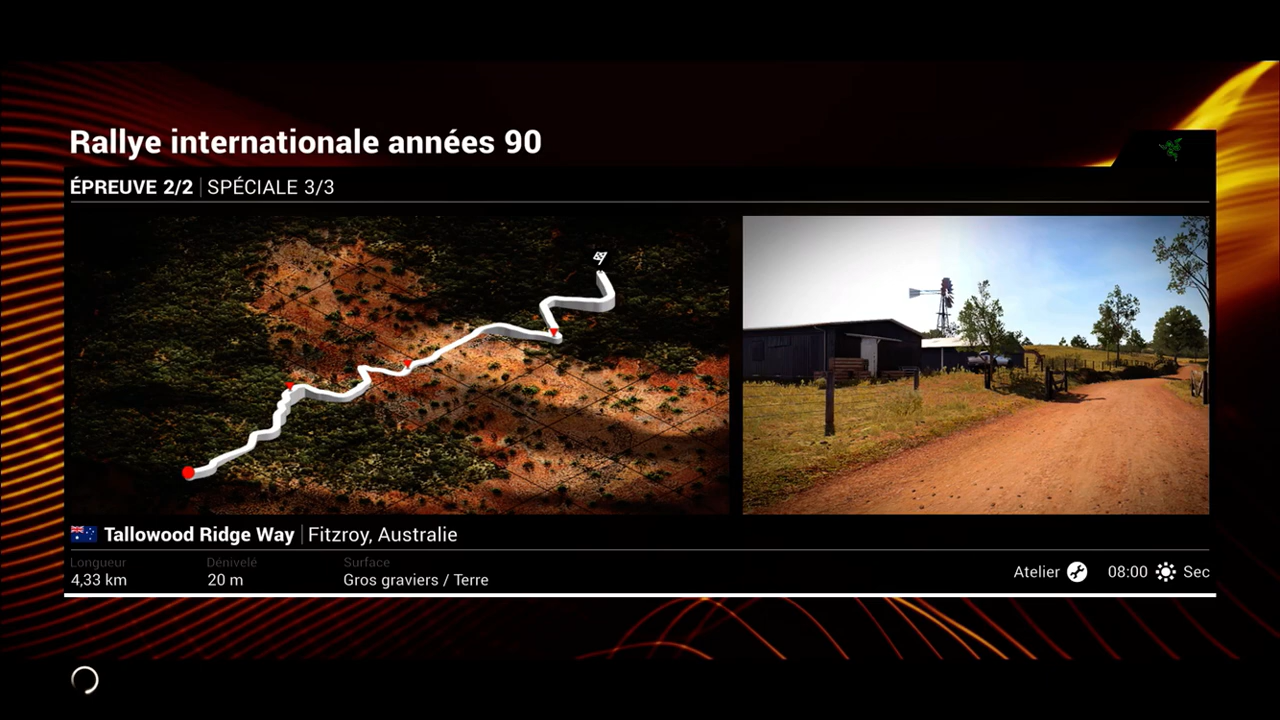 Rallye internationale années 90
ÉPREUVE 2/2 | SPÉCIALE 3/3
Tallowood Ridge Way | Fitzroy, Australie
Longueur Dénivelé Surface
4,33 km 20 m Gros graviers / Terre Atelier 08:00 Sec